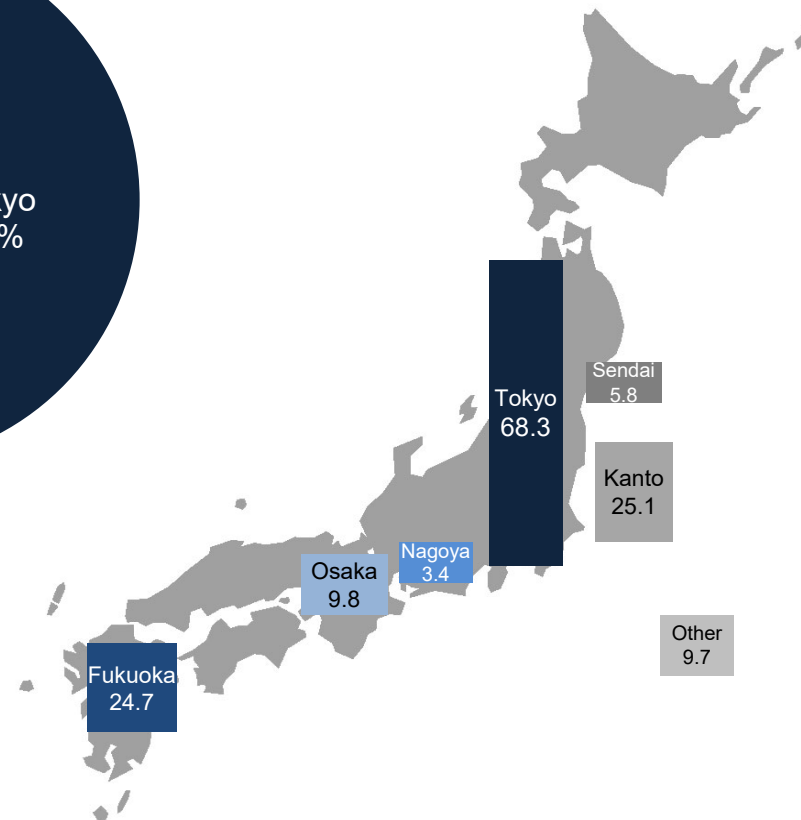 yo
%
Sendai
5.8
Tokyo
68.3
Kanto
25.1
Nagoya
3.4
Osaka
9.8
Other
9.7
Fukuoka
24.7